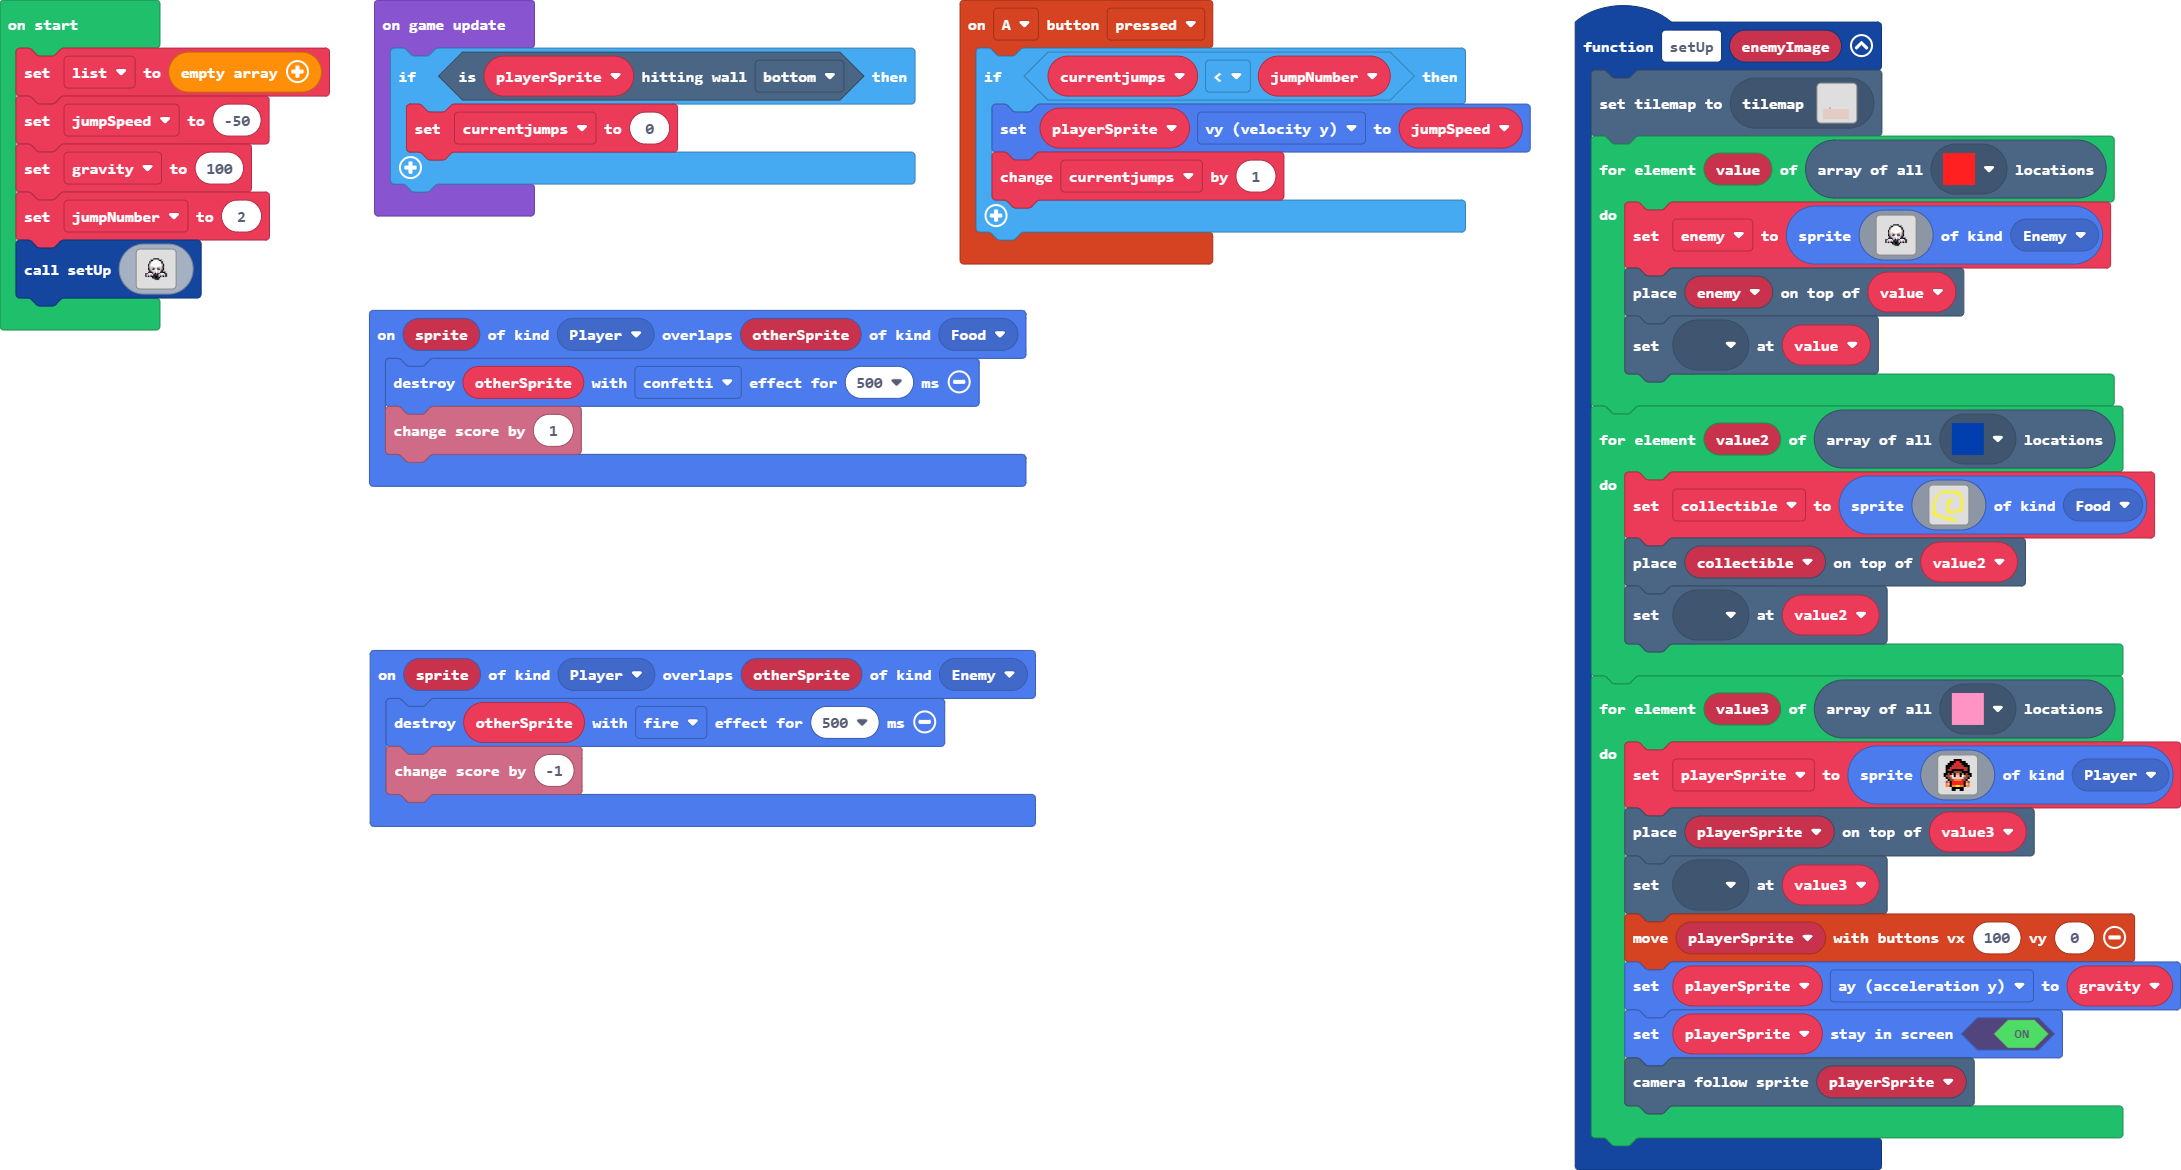 on start
set list to empty array
set jumpSpeed to -50
set gravity to 100
set jumpNumber to 2
call setUp
on game update
if is playerSprite hitting wall bottom then
set currentjumps to 0
on A button pressed
if currentjumps < jumpNumber then
set playerSprite vy (velocity y) to jumpSpeed
change currentjumps by 1
on sprite of kind Player overlaps otherSprite of kind Food
destroy otherSprite with confetti effect for 500 ms
change score by 1
on sprite of kind Player overlaps otherSprite of kind Enemy
destroy otherSprite with fire effect for 500 ms
change score by -1
function setUp enemyImage
set tilemap to tilemap
for element value of array of all locations
do
set enemy to sprite of kind Enemy
place enemy on top of value
set at value
for element value2 of array of all locations
do
set collectible to sprite of kind Food
place collectible on top of value2
set at value2
for element value3 of array of all locations
do
set playerSprite to sprite of kind Player
place playerSprite on top of value3
set at value3
move playerSprite with buttons vx 100 vy 0
set playerSprite ay (acceleration y) to gravity
set playerSprite stay in screen ON
camera follow sprite playerSprite